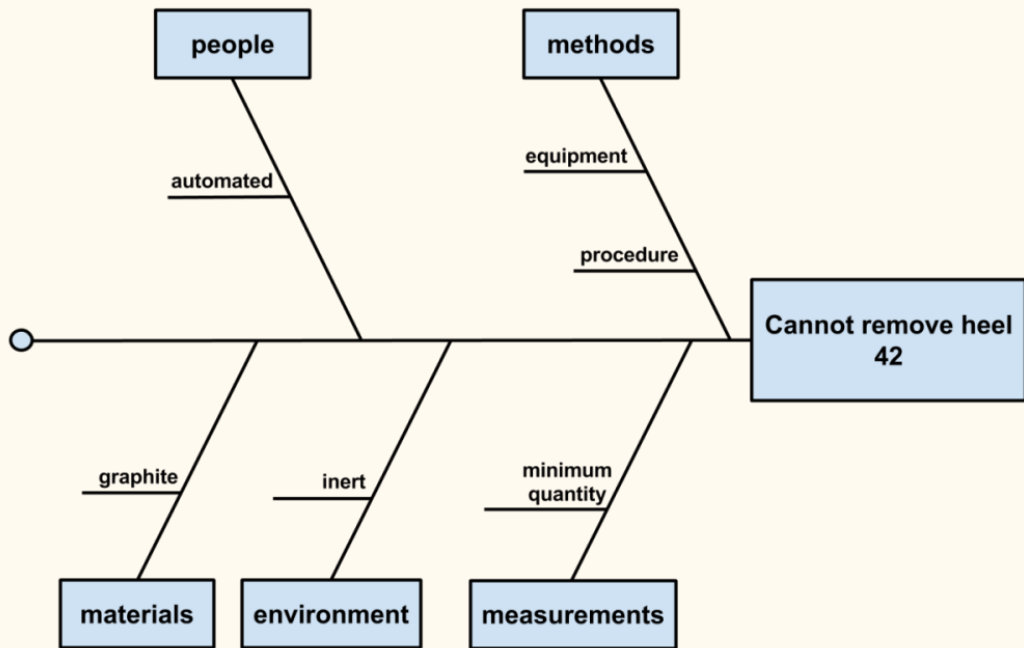 people
methods
equipment
automated
procedure
Cannot remove heel
42
minimum
quantity
graphite
inert
materials
environment
measurements